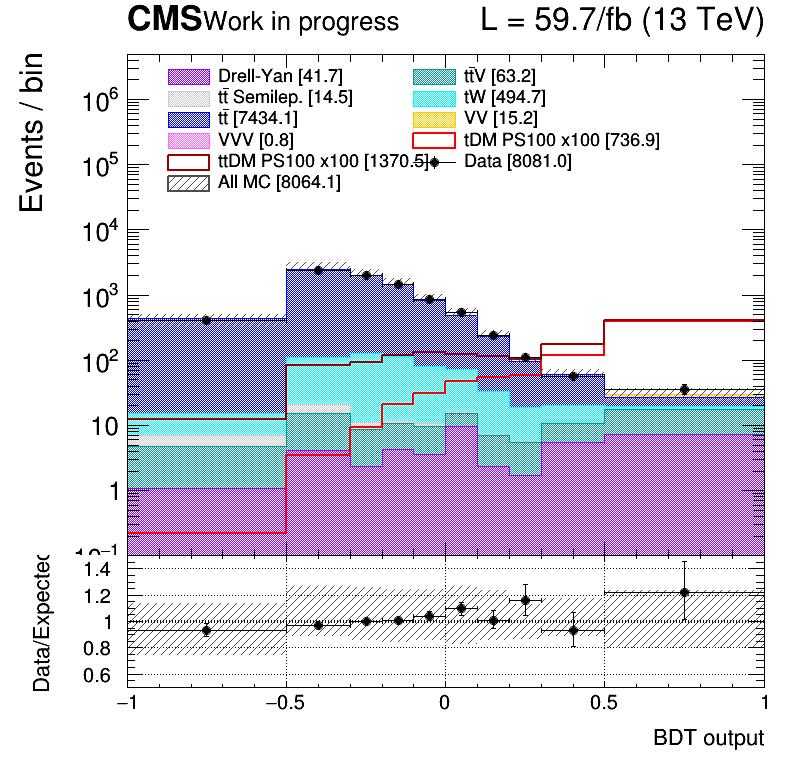 CMS Work in progress L = 59.7/fb (13 TeV)
Events / bin
Drell-Yan [41.7] tt̄V [63.2]
tt̄ Semilep. [14.5] tW [494.7]
tt̄ [7434.1] VV [15.2]
VVV [0.8] tDM PS100 x100 [736.9]
ttDM PS100 x100 [1370.5] Data [8081.0]
All MC [8064.1]
10⁶
10⁵
10⁴
10³
10²
10
1
10⁻¹
Data/Expected
1.4
1.2
1
0.8
0.6
−1 −0.5 0 0.5 1
BDT output